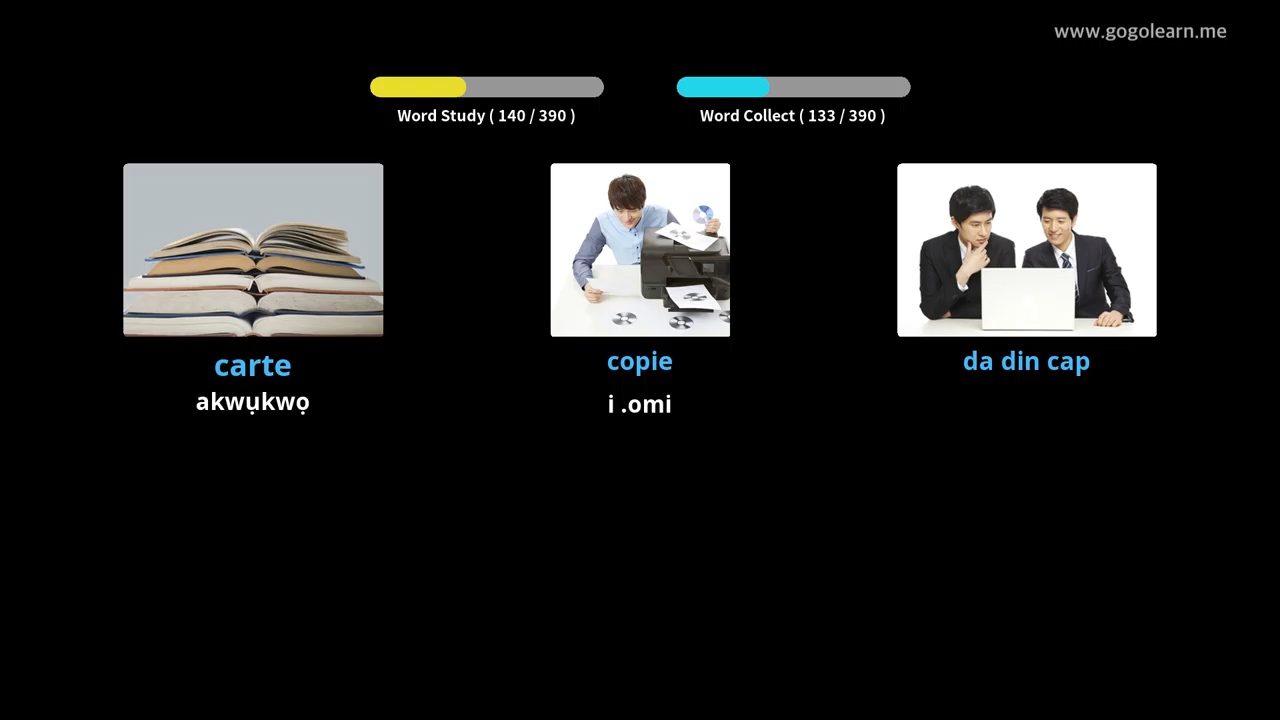 www.gogolearn.me
Word Study ( 140 / 390 )
Word Collect ( 133 / 390 )
carte
akwụkwọ
copie
i .omi
da din cap